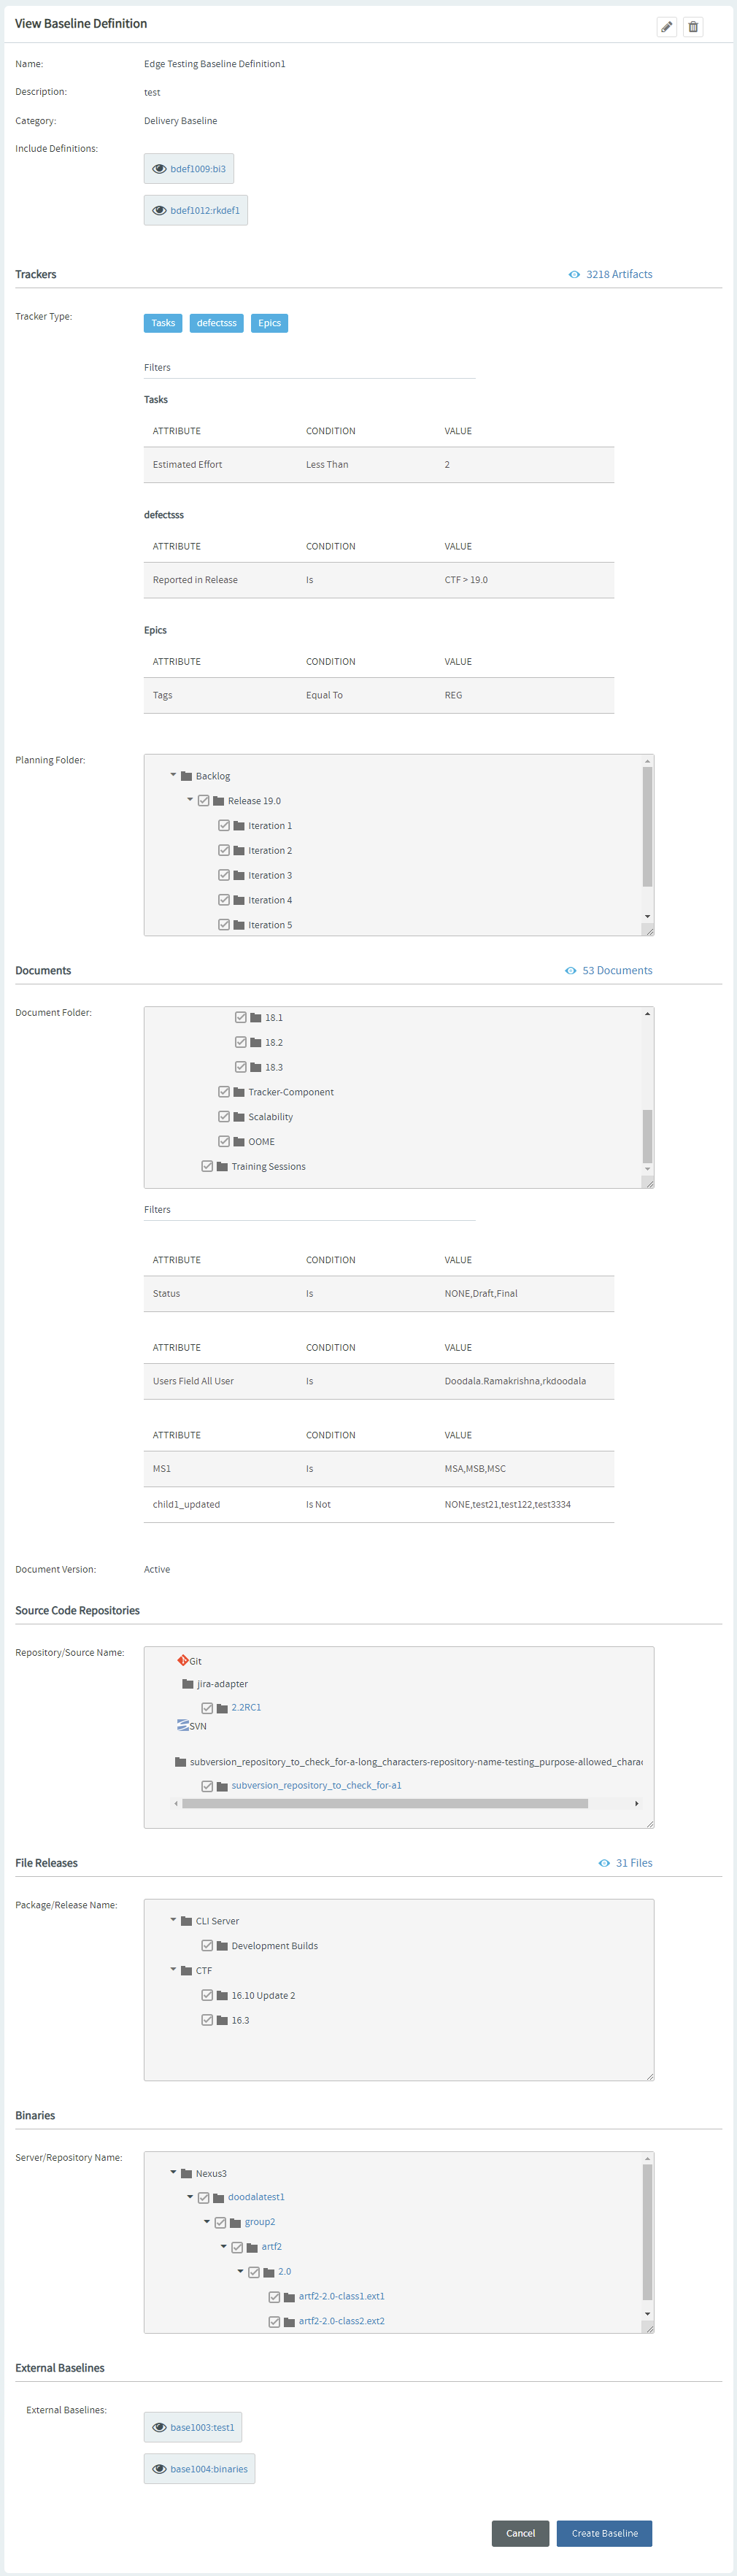 View Baseline Definition
Name: Edge Testing Baseline Definition1
Description: test
Category: Delivery Baseline
Include Definitions:
bdef1009:bi3
bdef1012:rkdef1
Trackers 3218 Artifacts
Tracker Type: Tasks defectsss Epics
Filters
Tasks
ATTRIBUTE CONDITION VALUE
Estimated Effort Less Than 2
defectsss
ATTRIBUTE CONDITION VALUE
Reported in Release Is CTF > 19.0
Epics
ATTRIBUTE CONDITION VALUE
Tags Equal To REG
Planning Folder:
Backlog
Release 19.0
Iteration 1
Iteration 2
Iteration 3
Iteration 4
Iteration 5
Documents 53 Documents
Document Folder:
18.1
18.2
18.3
Tracker-Component
Scalability
OOME
Training Sessions
Filters
ATTRIBUTE CONDITION VALUE
Status Is NONE,Draft,Final
ATTRIBUTE CONDITION VALUE
Users Field All User Is Doodala.Ramakrishna,rkdoodala
ATTRIBUTE CONDITION VALUE
MS1 Is MSA,MSB,MSC
child1_updated Is Not NONE,test21,test122,test3334
Document Version: Active
Source Code Repositories
Repository/Source Name:
Git
jira-adapter
2.2RC1
SVN
subversion_repository_to_check_for-a-long_characters-repository-name-testing_purpose-allowed_charac
subversion_repository_to_check_for-a1
File Releases 31 Files
Package/Release Name:
CLI Server
Development Builds
CTF
16.10 Update 2
16.3
Binaries
Server/Repository Name:
Nexus3
doodalatest1
group2
artf2
2.0
artf2-2.0-class1.ext1
artf2-2.0-class2.ext2
External Baselines
External Baselines:
base1003:test1
base1004:binaries
Cancel Create Baseline